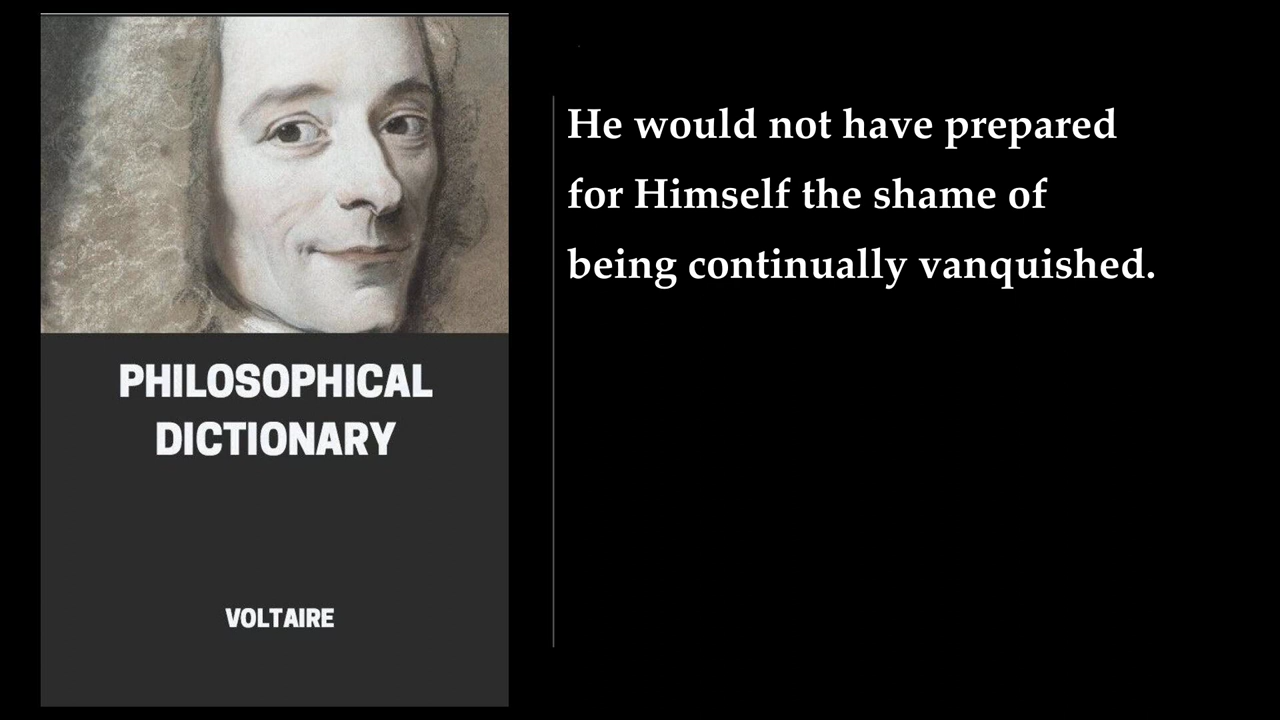 PHILOSOPHICAL
DICTIONARY
VOLTAIRE
He would not have prepared
for Himself the shame of
being continually vanquished.